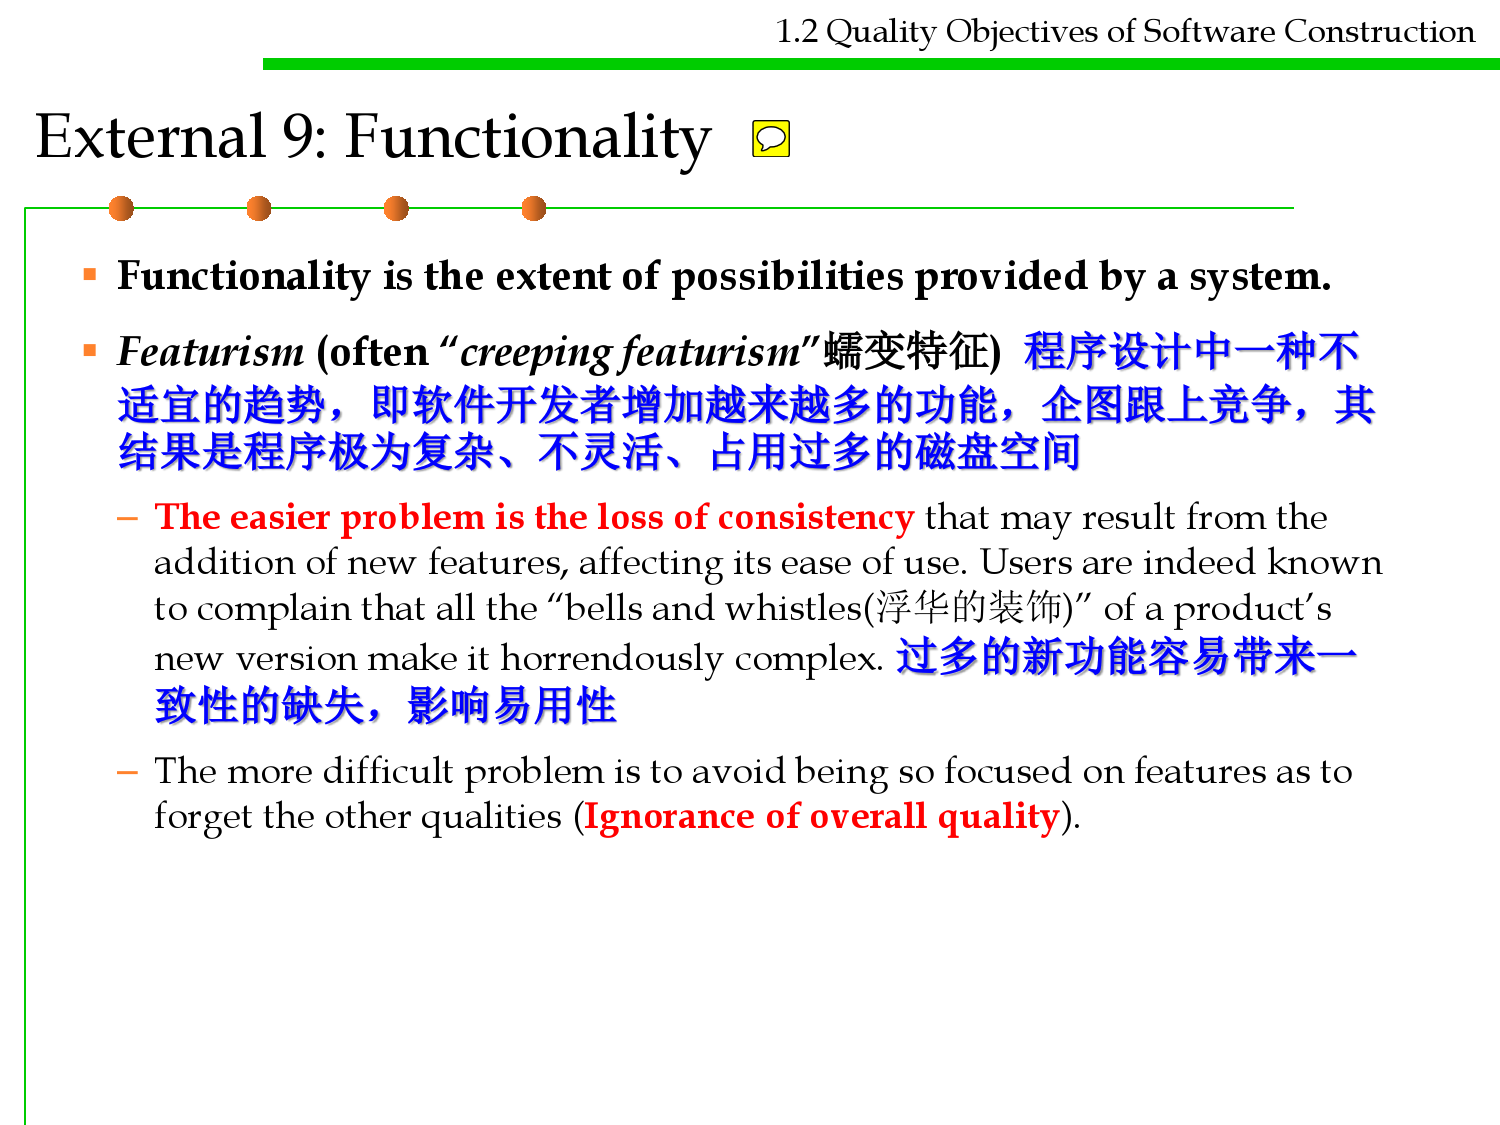 1.2 Quality Objectives of Software Construction
External 9: Functionality
▪ Functionality is the extent of possibilities provided by a system.
▪ Featurism (often “creeping featurism”蠕变特征) 程序设计中一种不
适宜的趋势，即软件开发者增加越来越多的功能，企图跟上竞争，其
结果是程序极为复杂、不灵活、占用过多的磁盘空间
– The easier problem is the loss of consistency that may result from the
addition of new features, affecting its ease of use. Users are indeed known
to complain that all the “bells and whistles(浮华的装饰)” of a product’s
new version make it horrendously complex. 过多的新功能容易带来一
致性的缺失，影响易用性
– The more difficult problem is to avoid being so focused on features as to
forget the other qualities (Ignorance of overall quality).